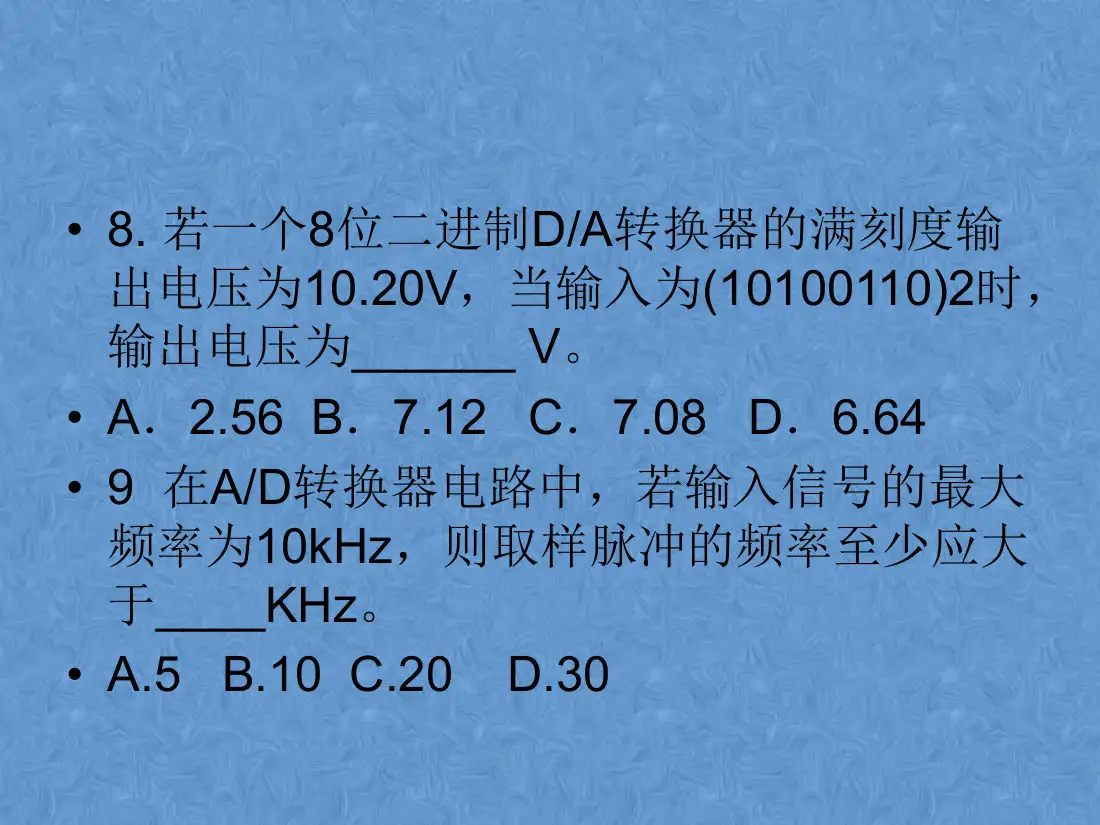 • 8. 若一个8位二进制D/A转换器的满刻度输
出电压为10.20V，当输入为(10100110)2时，
输出电压为______ V。
• A．2.56 B．7.12 C．7.08 D．6.64
• 9 在A/D转换器电路中，若输入信号的最大
频率为10kHz，则取样脉冲的频率至少应大
于____KHz。
• A.5 B.10 C.20 D.30